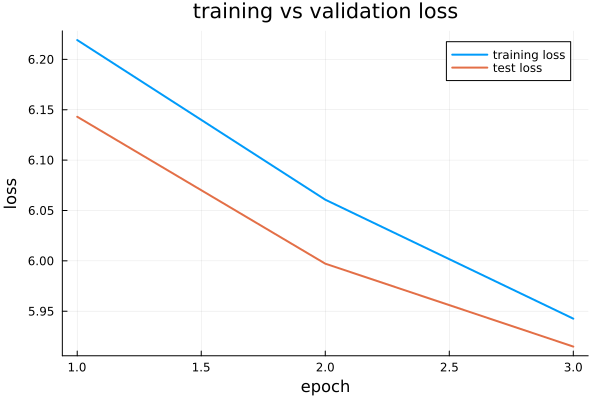 training vs validation loss
6.20
6.15
6.10
6.05
6.00
5.95
loss
training loss
test loss
1.0
1.5
2.0
2.5
3.0
epoch